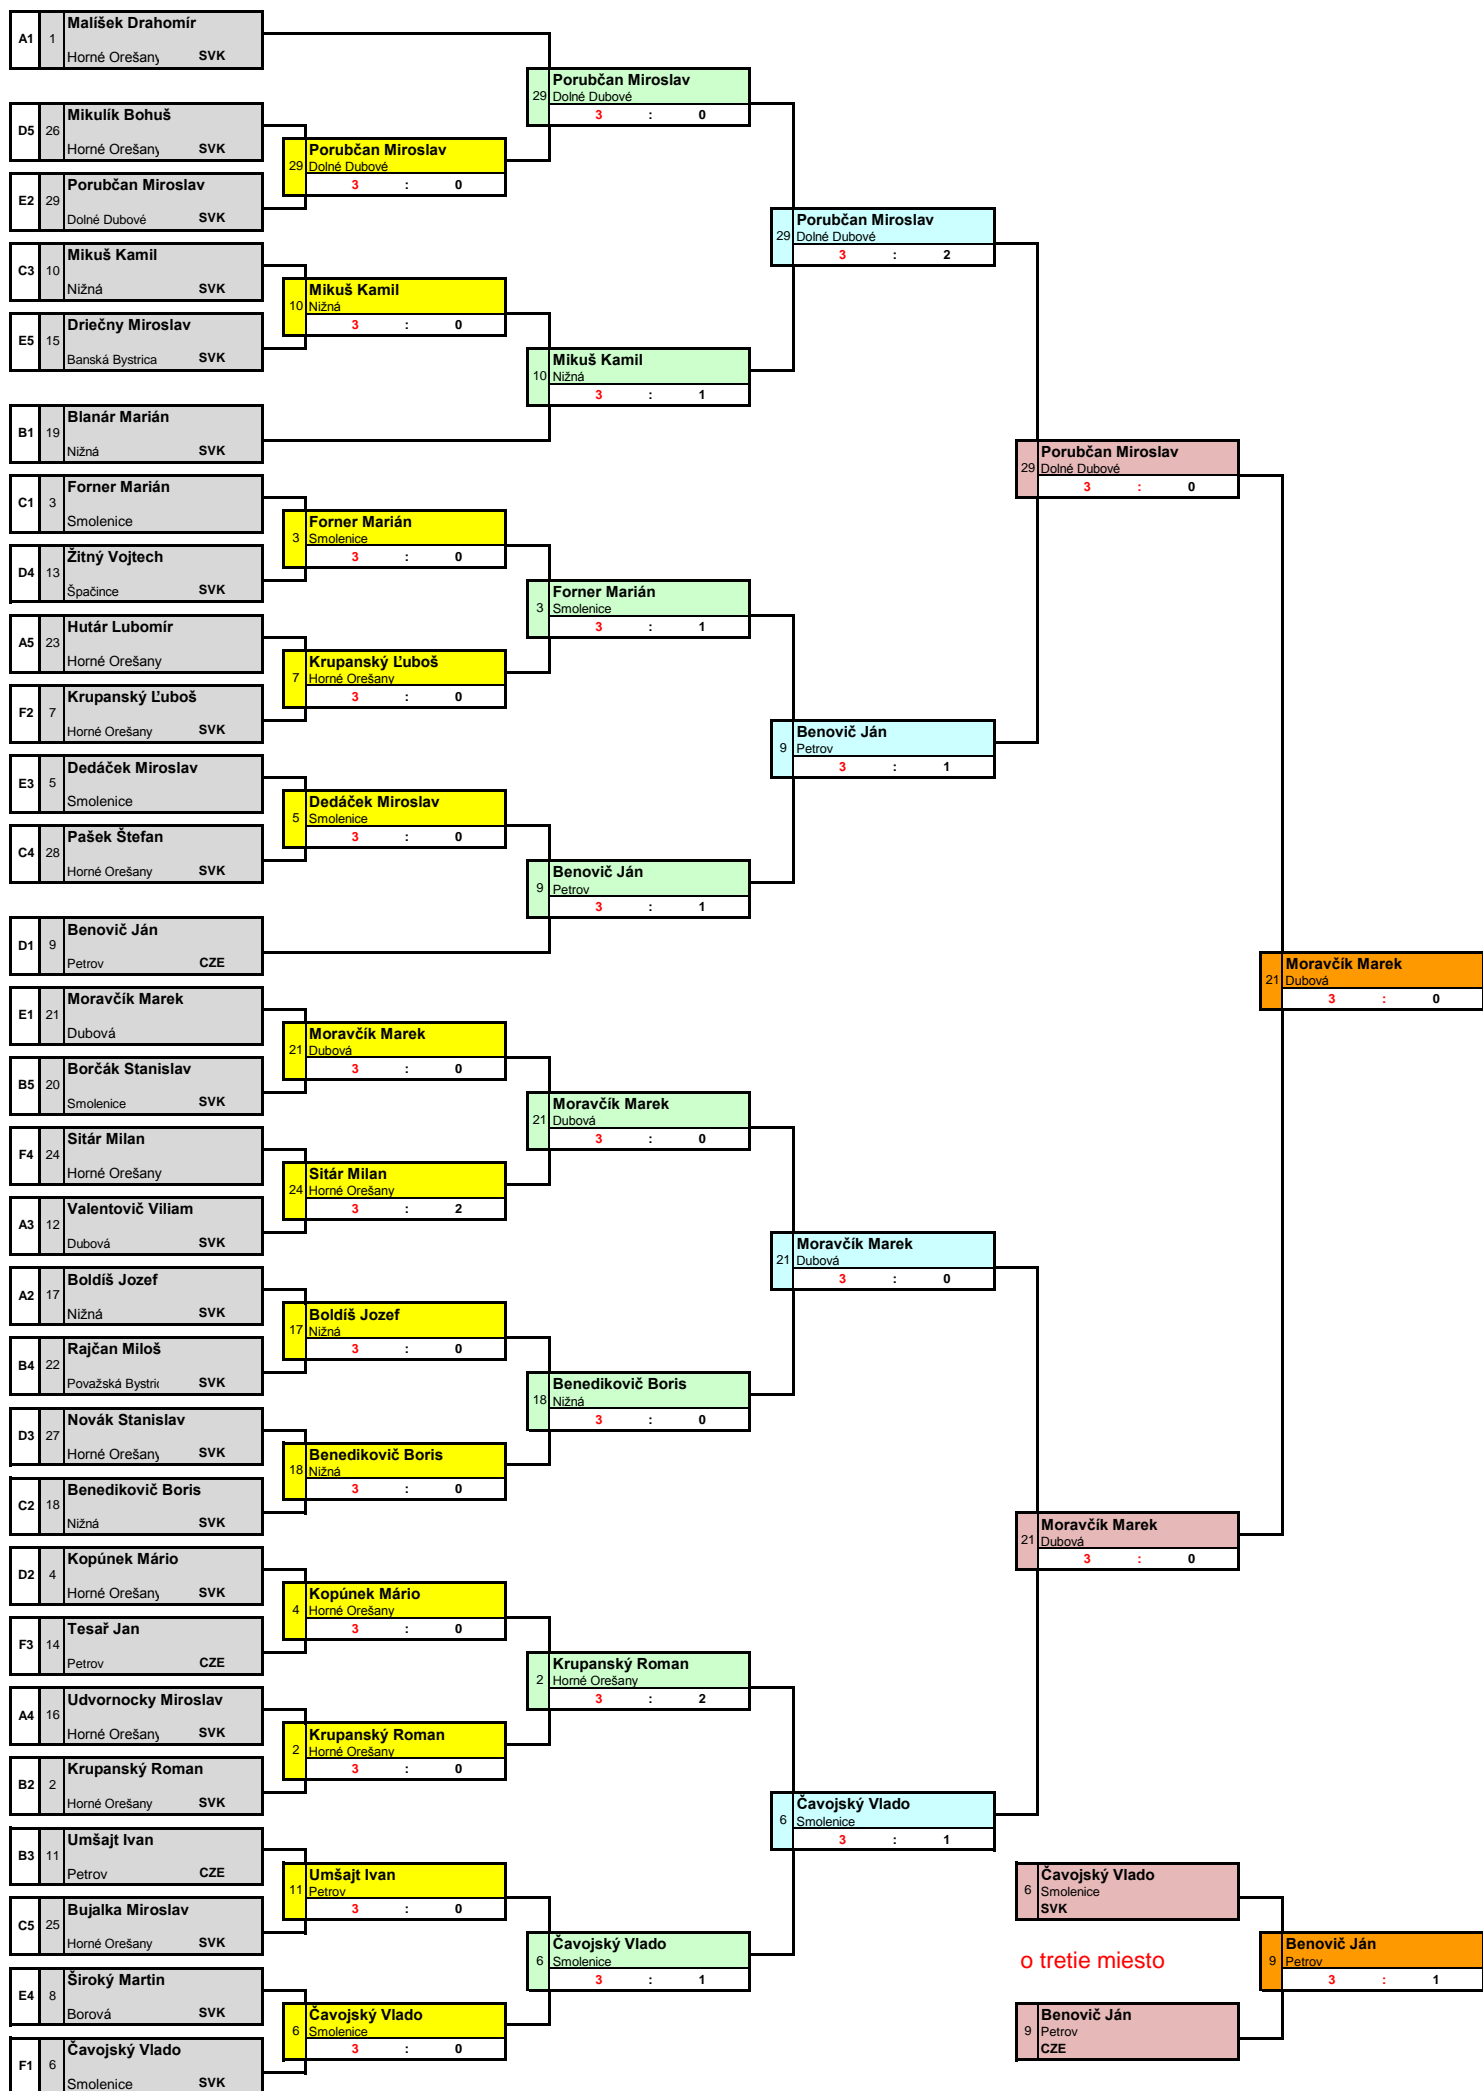 A1 1 Malíšek Drahomír
Horné Orešany SVK
D5 26 Mikulík Bohuš
Horné Orešany SVK
E2 29 Porubčan Miroslav
Dolné Dubové SVK
C3 10 Mikuš Kamil
Nižná SVK
E5 15 Driečny Miroslav
Banská Bystrica SVK
B1 19 Blanár Marián
Nižná SVK
C1 3 Forner Marián
Smolenice
D4 13 Žitný Vojtech
Špačince SVK
A5 23 Hutár Lubomír
Horné Orešany
F2 7 Krupanský Ľuboš
Horné Orešany SVK
E3 5 Dedáček Miroslav
Smolenice
C4 28 Pašek Štefan
Horné Orešany SVK
D1 9 Benovič Ján
Petrov CZE
E1 21 Moravčík Marek
Dubová
B5 20 Borčák Stanislav
Smolenice SVK
F4 24 Sitár Milan
Horné Orešany
A3 12 Valentovič Viliam
Dubová SVK
A2 17 Boldíš Jozef
Nižná SVK
B4 22 Rajčan Miloš
Považská Bystric SVK
D3 27 Novák Stanislav
Horné Orešany SVK
C2 18 Benedikovič Boris
Nižná SVK
D2 4 Kopúnek Mário
Horné Orešany SVK
F3 14 Tesař Jan
Petrov CZE
A4 16 Udvornocky Miroslav
Horné Orešany SVK
B2 2 Krupanský Roman
Horné Orešany SVK
B3 11 Umšajt Ivan
Petrov CZE
C5 25 Bujalka Miroslav
Horné Orešany SVK
E4 8 Široký Martin
Borová SVK
F1 6 Čavojský Vlado
Smolenice SVK
29 Porubčan Miroslav
Dolné Dubové
3 : 0
10 Mikuš Kamil
Nižná
3 : 0
3 Forner Marián
Smolenice
3 : 0
7 Krupanský Ľuboš
Horné Orešany
3 : 0
5 Dedáček Miroslav
Smolenice
3 : 0
21 Moravčík Marek
Dubová
3 : 0
24 Sitár Milan
Horné Orešany
3 : 2
17 Boldíš Jozef
Nižná
3 : 0
18 Benedikovič Boris
Nižná
3 : 0
4 Kopúnek Mário
Horné Orešany
3 : 0
2 Krupanský Roman
Horné Orešany
3 : 0
11 Umšajt Ivan
Petrov
3 : 0
6 Čavojský Vlado
Smolenice
3 : 0
29 Porubčan Miroslav
Dolné Dubové
3 : 0
10 Mikuš Kamil
Nižná
3 : 1
3 Forner Marián
Smolenice
3 : 1
9 Benovič Ján
Petrov
3 : 1
21 Moravčík Marek
Dubová
3 : 0
18 Benedikovič Boris
Nižná
3 : 0
2 Krupanský Roman
Horné Orešany
3 : 2
6 Čavojský Vlado
Smolenice
3 : 1
29 Porubčan Miroslav
Dolné Dubové
3 : 2
9 Benovič Ján
Petrov
3 : 1
21 Moravčík Marek
Dubová
3 : 0
6 Čavojský Vlado
Smolenice
3 : 1
29 Porubčan Miroslav
Dolné Dubové
3 : 0
21 Moravčík Marek
Dubová
3 : 0
21 Moravčík Marek
Dubová
3 : 0
6 Čavojský Vlado
Smolenice
SVK
o tretie miesto
9 Benovič Ján
Petrov
CZE
9 Benovič Ján
Petrov
3 : 1